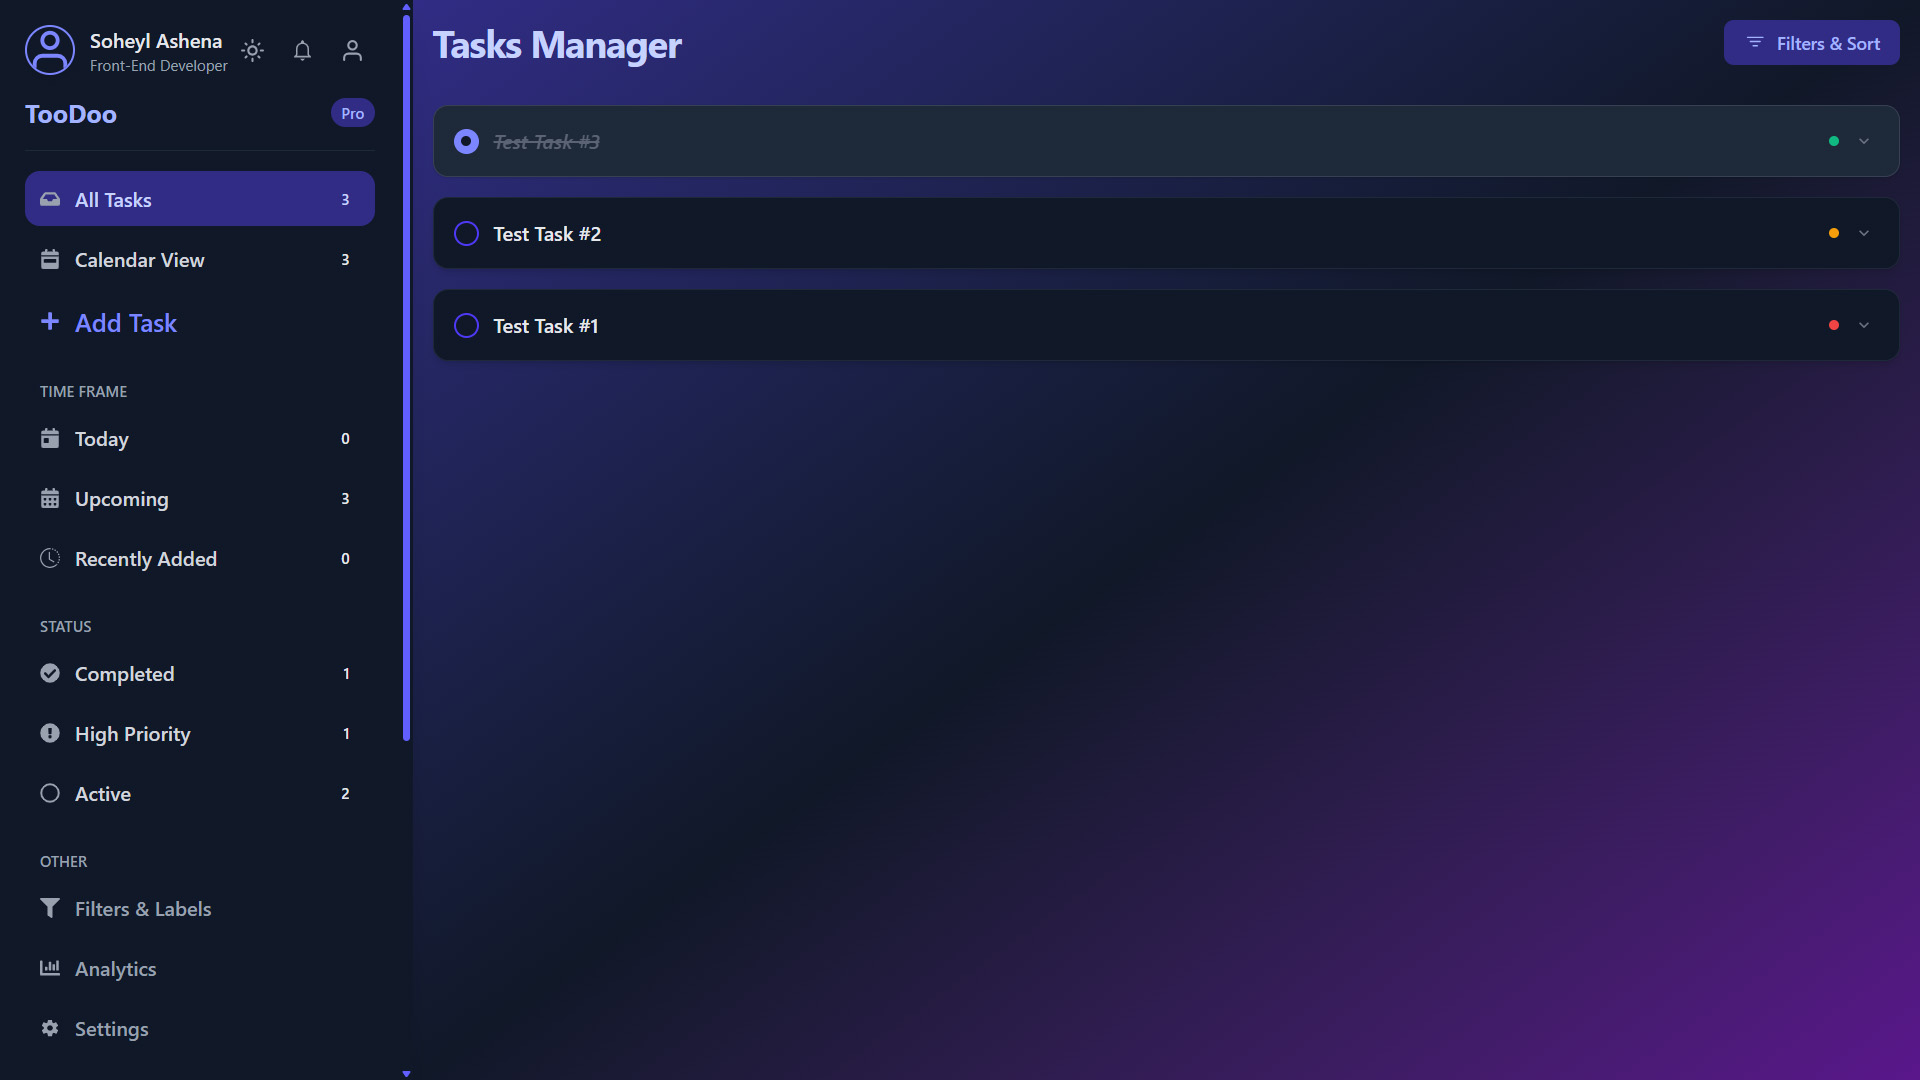 Soheyl Ashena
Front-End Developer
TooDoo
Pro
All Tasks 3
Calendar View 3
Add Task
TIME FRAME
Today 0
Upcoming 3
Recently Added 0
STATUS
Completed 1
High Priority 1
Active 2
OTHER
Filters & Labels
Analytics
Settings
Tasks Manager
Filters & Sort
Test Task #3
Test Task #2
Test Task #1